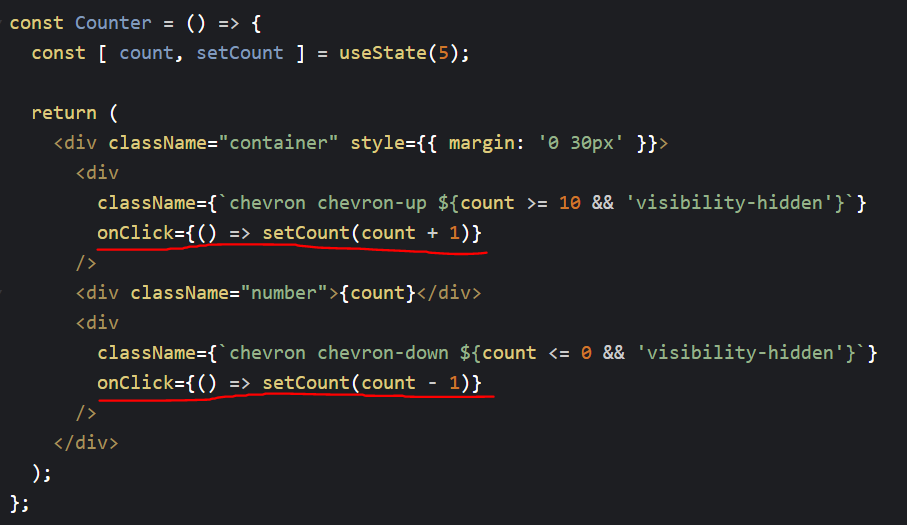 const Counter = () => {
const [ count, setCount ] = useState(5);
return (
<div className="container" style={{ margin: '0 30px' }}>
<div
className={`chevron chevron-up ${count >= 10 && 'visibility-hidden'}`}
onClick={() => setCount(count + 1)}
/>
<div className="number">{count}</div>
<div
className={`chevron chevron-down ${count <= 0 && 'visibility-hidden'}`}
onClick={() => setCount(count - 1)}
/>
</div>
);
};